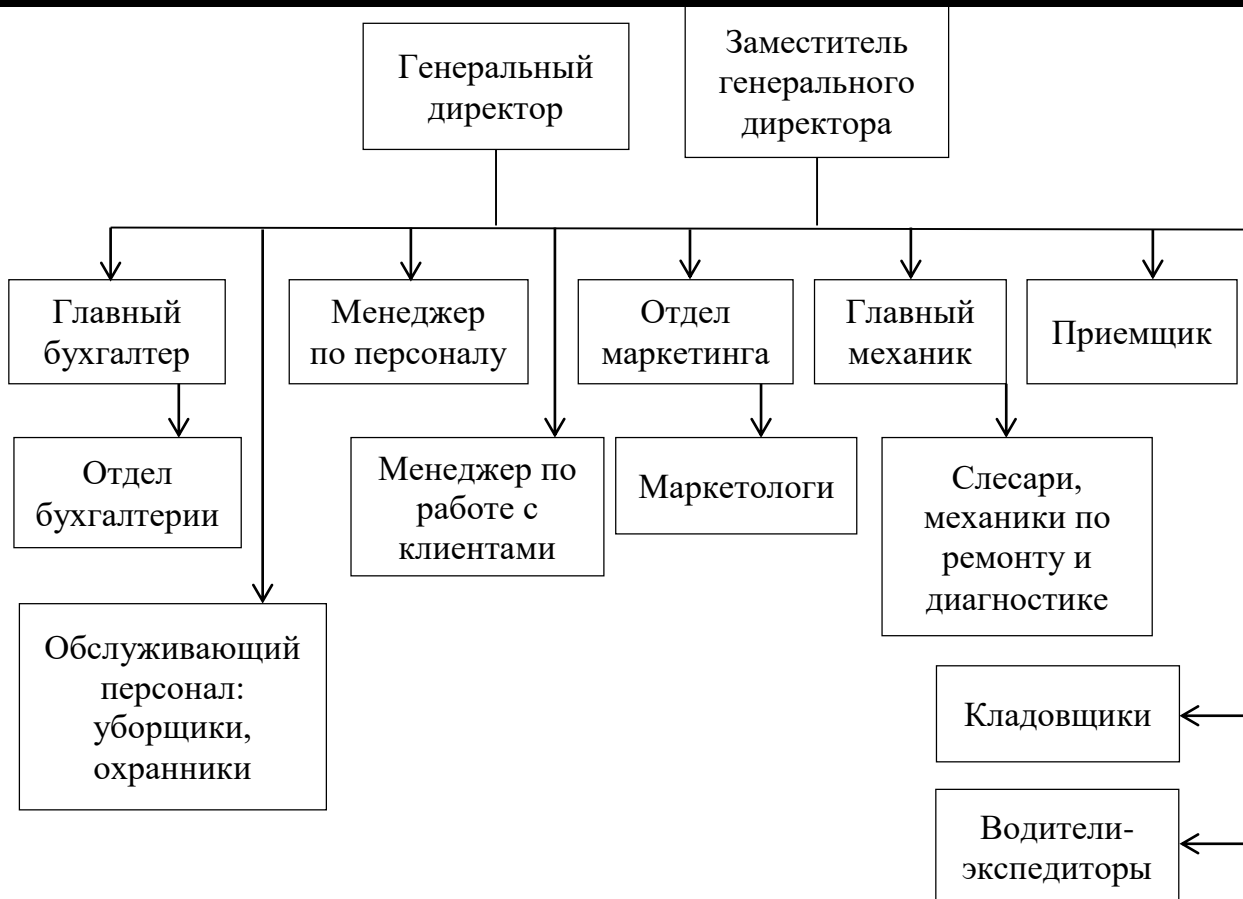 Генеральный
директор
Заместитель
генерального
директора
Главный
бухгалтер
Менеджер
по персоналу
Отдел
маркетинга
Главный
механик
Приемщик
Отдел
бухгалтерии
Менеджер по
работе с
клиентами
Маркетологи
Слесари,
механики по
ремонту и
диагностике
Обслуживающий
персонал:
уборщики,
охранники
Кладовщики
Водители-
экспедиторы